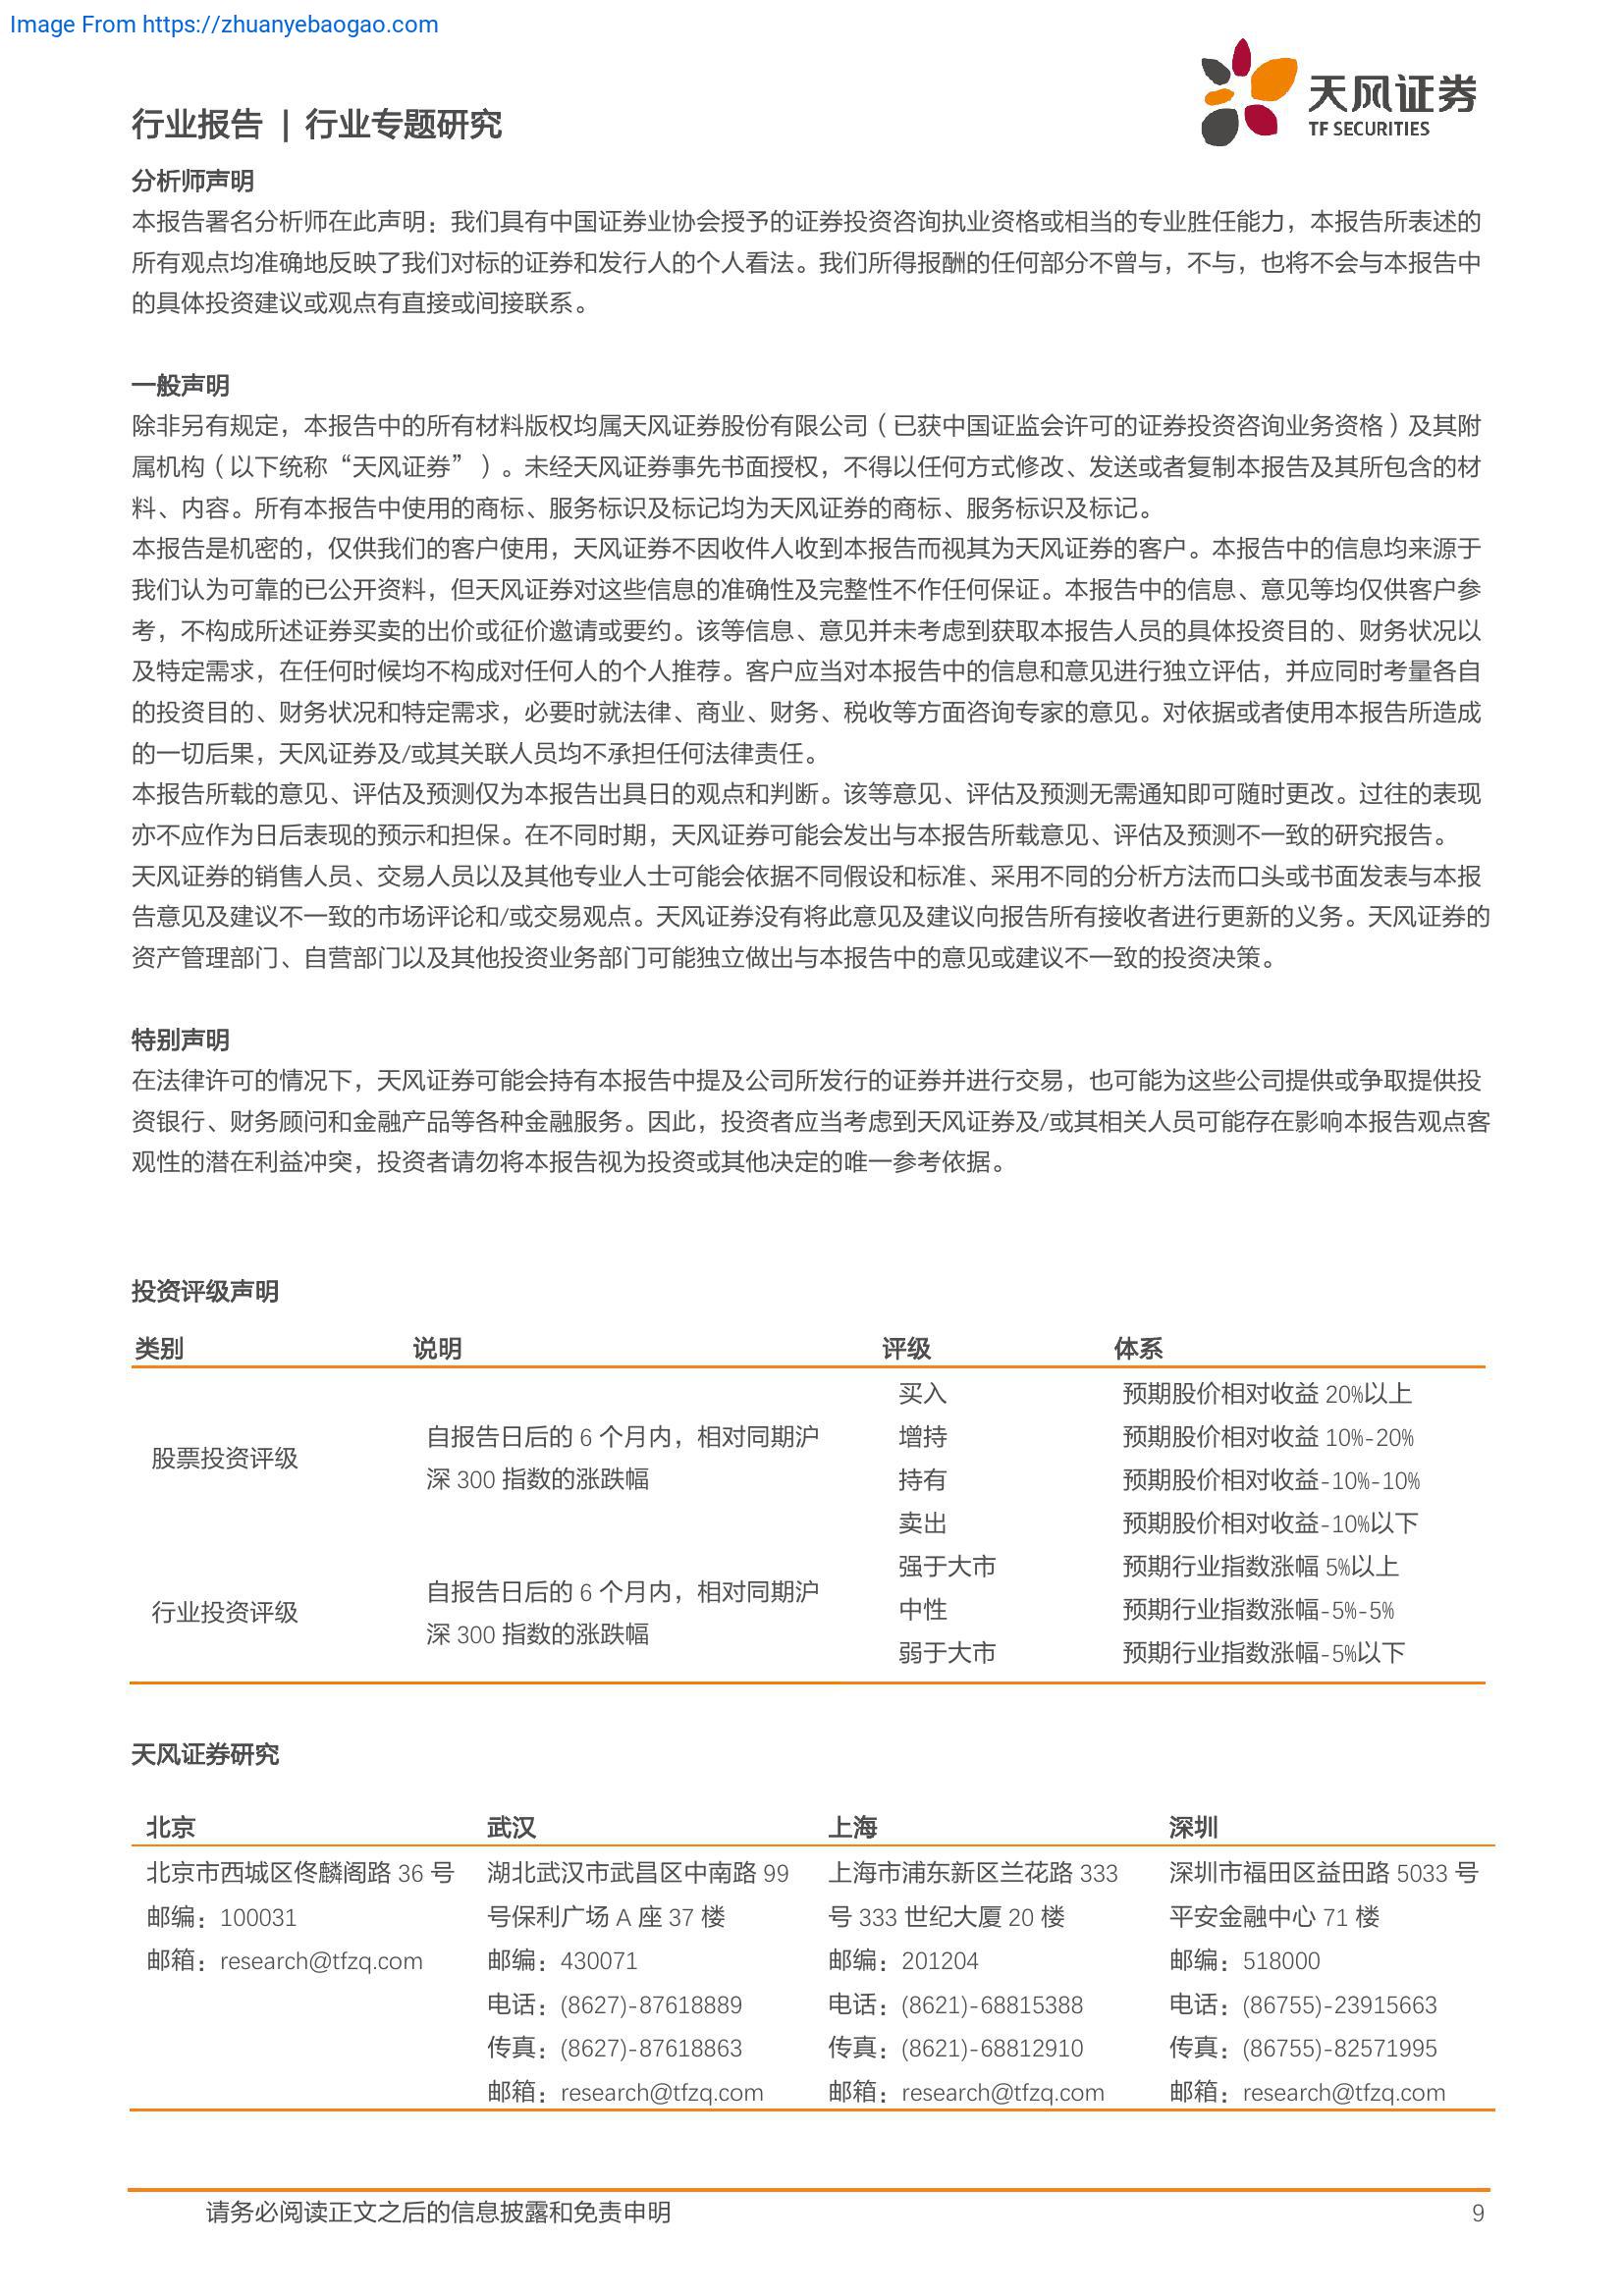 Image From https://zhuanyebaogao.com
天风证券
TF SECURITIES
行业报告 | 行业专题研究
分析师声明
本报告署名分析师在此声明：我们具有中国证券业协会授予的证券投资咨询执业资格或相当的专业胜任能力，本报告所表述的
所有观点均准确地反映了我们对标的证券和发行人的个人看法。我们所得报酬的任何部分不曾与，不与，也将不会与本报告中
的具体投资建议或观点有直接或间接联系。
一般声明
除非另有规定，本报告中的所有材料版权均属天风证券股份有限公司（已获中国证监会许可的证券投资咨询业务资格）及其附
属机构（以下统称“天风证券”）。未经天风证券事先书面授权，不得以任何方式修改、发送或者复制本报告及其所包含的材
料、内容。所有本报告中使用的商标、服务标识及标记均为天风证券的商标、服务标识及标记。
本报告是机密的，仅供我们的客户使用，天风证券不因收件人收到本报告而视其为天风证券的客户。本报告中的信息均来源于
我们认为可靠的已公开资料，但天风证券对这些信息的准确性及完整性不作任何保证。本报告中的信息、意见等均仅供客户参
考，不构成所述证券买卖的出价或征价邀请或要约。该等信息、意见并未考虑到获取本报告人员的具体投资目的、财务状况以
及特定需求，在任何时候均不构成对任何人的个人推荐。客户应当对本报告中的信息和意见进行独立评估，并应同时考量各自
的投资目的、财务状况和特定需求，必要时就法律、商业、财务、税收等方面咨询专家的意见。对依据或者使用本报告所造成
的一切后果，天风证券及/或其关联人员均不承担任何法律责任。
本报告所载的意见、评估及预测仅为本报告出具日的观点和判断。该等意见、评估及预测无需通知即可随时更改。过往的表现
亦不应作为日后表现的预示和担保。在不同时期，天风证券可能会发出与本报告所载意见、评估及预测不一致的研究报告。
天风证券的销售人员、交易人员以及其他专业人士可能会依据不同假设和标准、采用不同的分析方法而口头或书面发表与本报
告意见及建议不一致的市场评论和/或交易观点。天风证券没有将此意见及建议向报告所有接收者进行更新的义务。天风证券的
资产管理部门、自营部门以及其他投资业务部门可能独立做出与本报告中的意见或建议不一致的投资决策。
特别声明
在法律许可的情况下，天风证券可能会持有本报告中提及公司所发行的证券并进行交易，也可能为这些公司提供或争取提供投
资银行、财务顾问和金融产品等各种金融服务。因此，投资者应当考虑到天风证券及/或其相关人员可能存在影响本报告观点客
观性的潜在利益冲突，投资者请勿将本报告视为投资或其他决定的唯一参考依据。
投资评级声明
类别 说明 评级 体系
股票投资评级
自报告日后的 6 个月内，相对同期沪
深 300 指数的涨跌幅
买入 预期股价相对收益 20%以上
增持 预期股价相对收益 10%-20%
持有 预期股价相对收益-10%-10%
卖出 预期股价相对收益-10%以下
行业投资评级
自报告日后的 6 个月内，相对同期沪
深 300 指数的涨跌幅
强于大市 预期行业指数涨幅 5%以上
中性 预期行业指数涨幅-5%-5%
弱于大市 预期行业指数涨幅-5%以下
天风证券研究
北京 武汉 上海 深圳
北京市西城区佟麟阁路 36 号 湖北武汉市武昌区中南路 99 上海市浦东新区兰花路 333 深圳市福田区益田路 5033 号
邮编：100031 号保利广场 A 座 37 楼 号 333 世纪大厦 20 楼 平安金融中心 71 楼
邮箱：research@tfzq.com 邮编：430071 邮编：201204 邮编：518000
电话：(8627)-87618889 电话：(8621)-68815388 电话：(86755)-23915663
传真：(8627)-87618863 传真：(8621)-68812910 传真：(86755)-82571995
邮箱：research@tfzq.com 邮箱：research@tfzq.com 邮箱：research@tfzq.com
请务必阅读正文之后的信息披露和免责申明 9